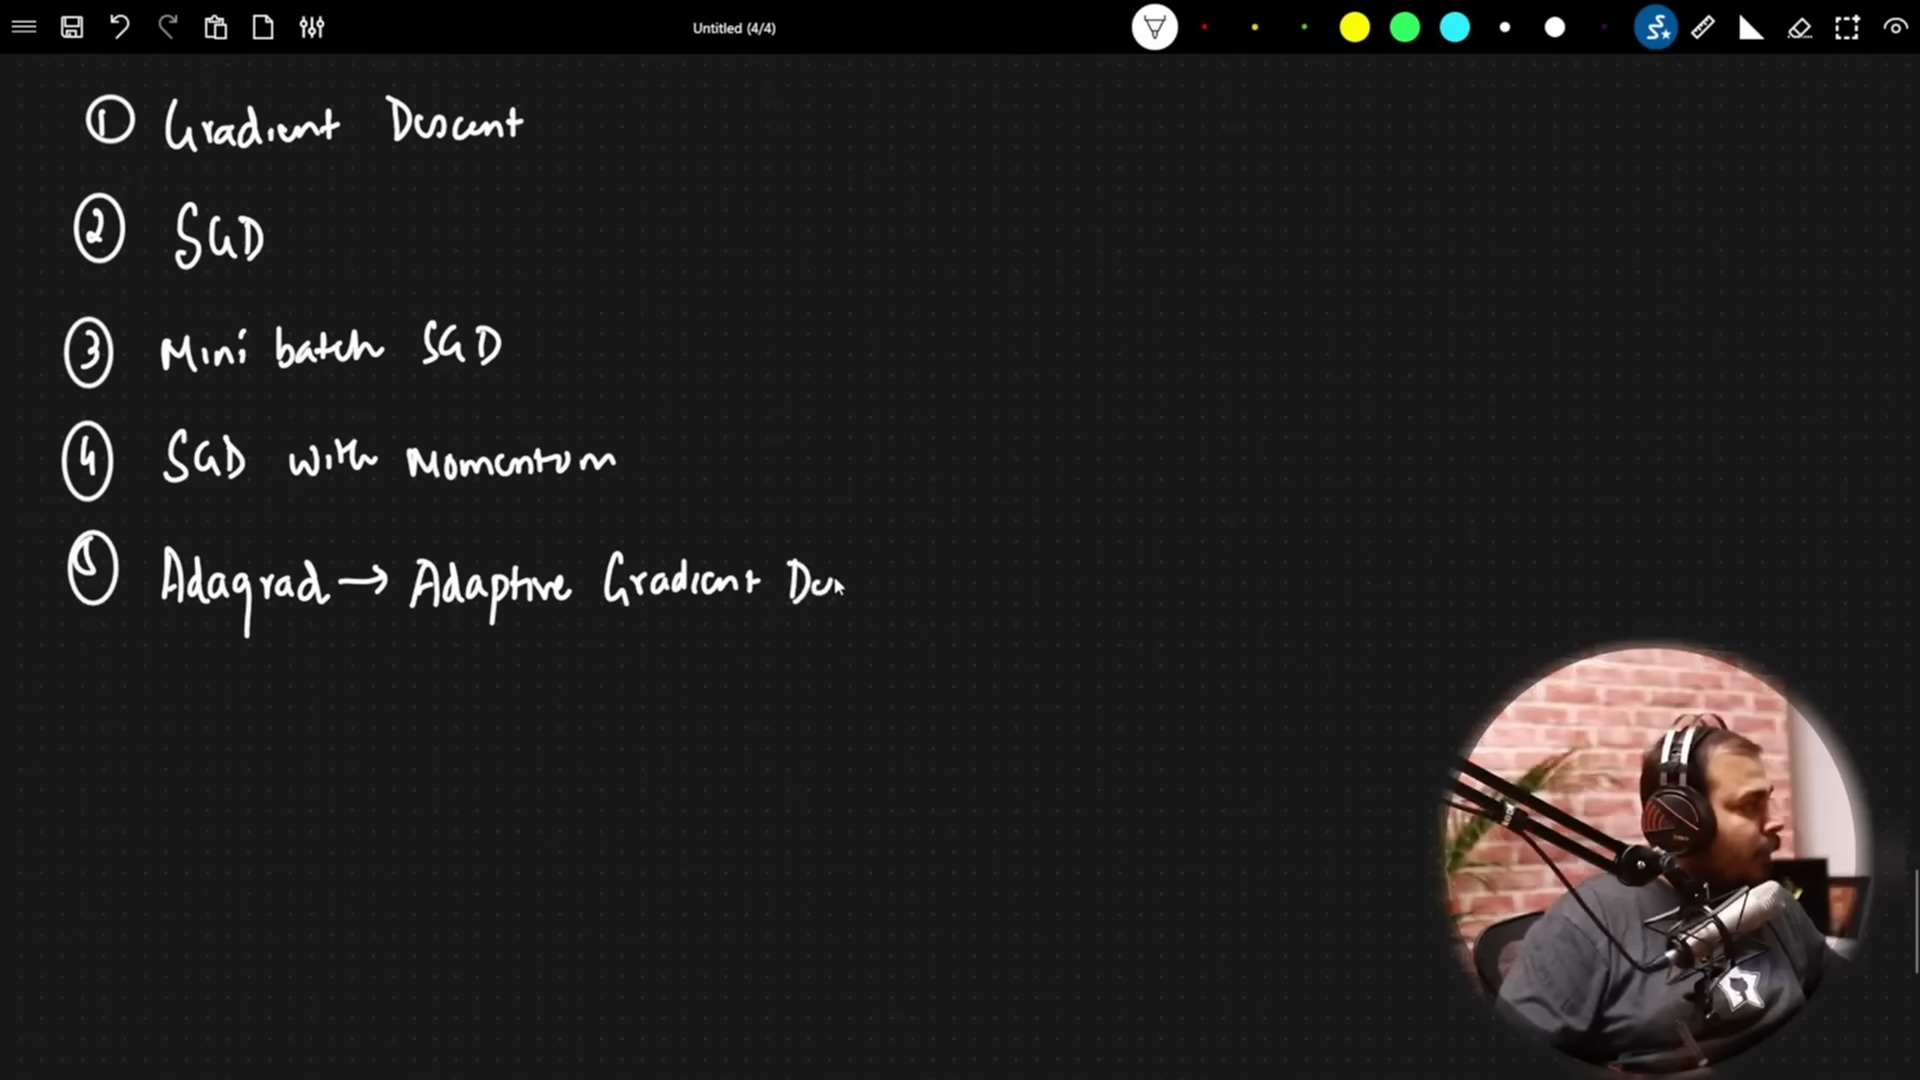 Untitled (4/4)
① Gradient Descent
② SGD
③ Mini batch SGD
④ SGD with Momentum
⑤ Adagrad → Adaptive Gradient